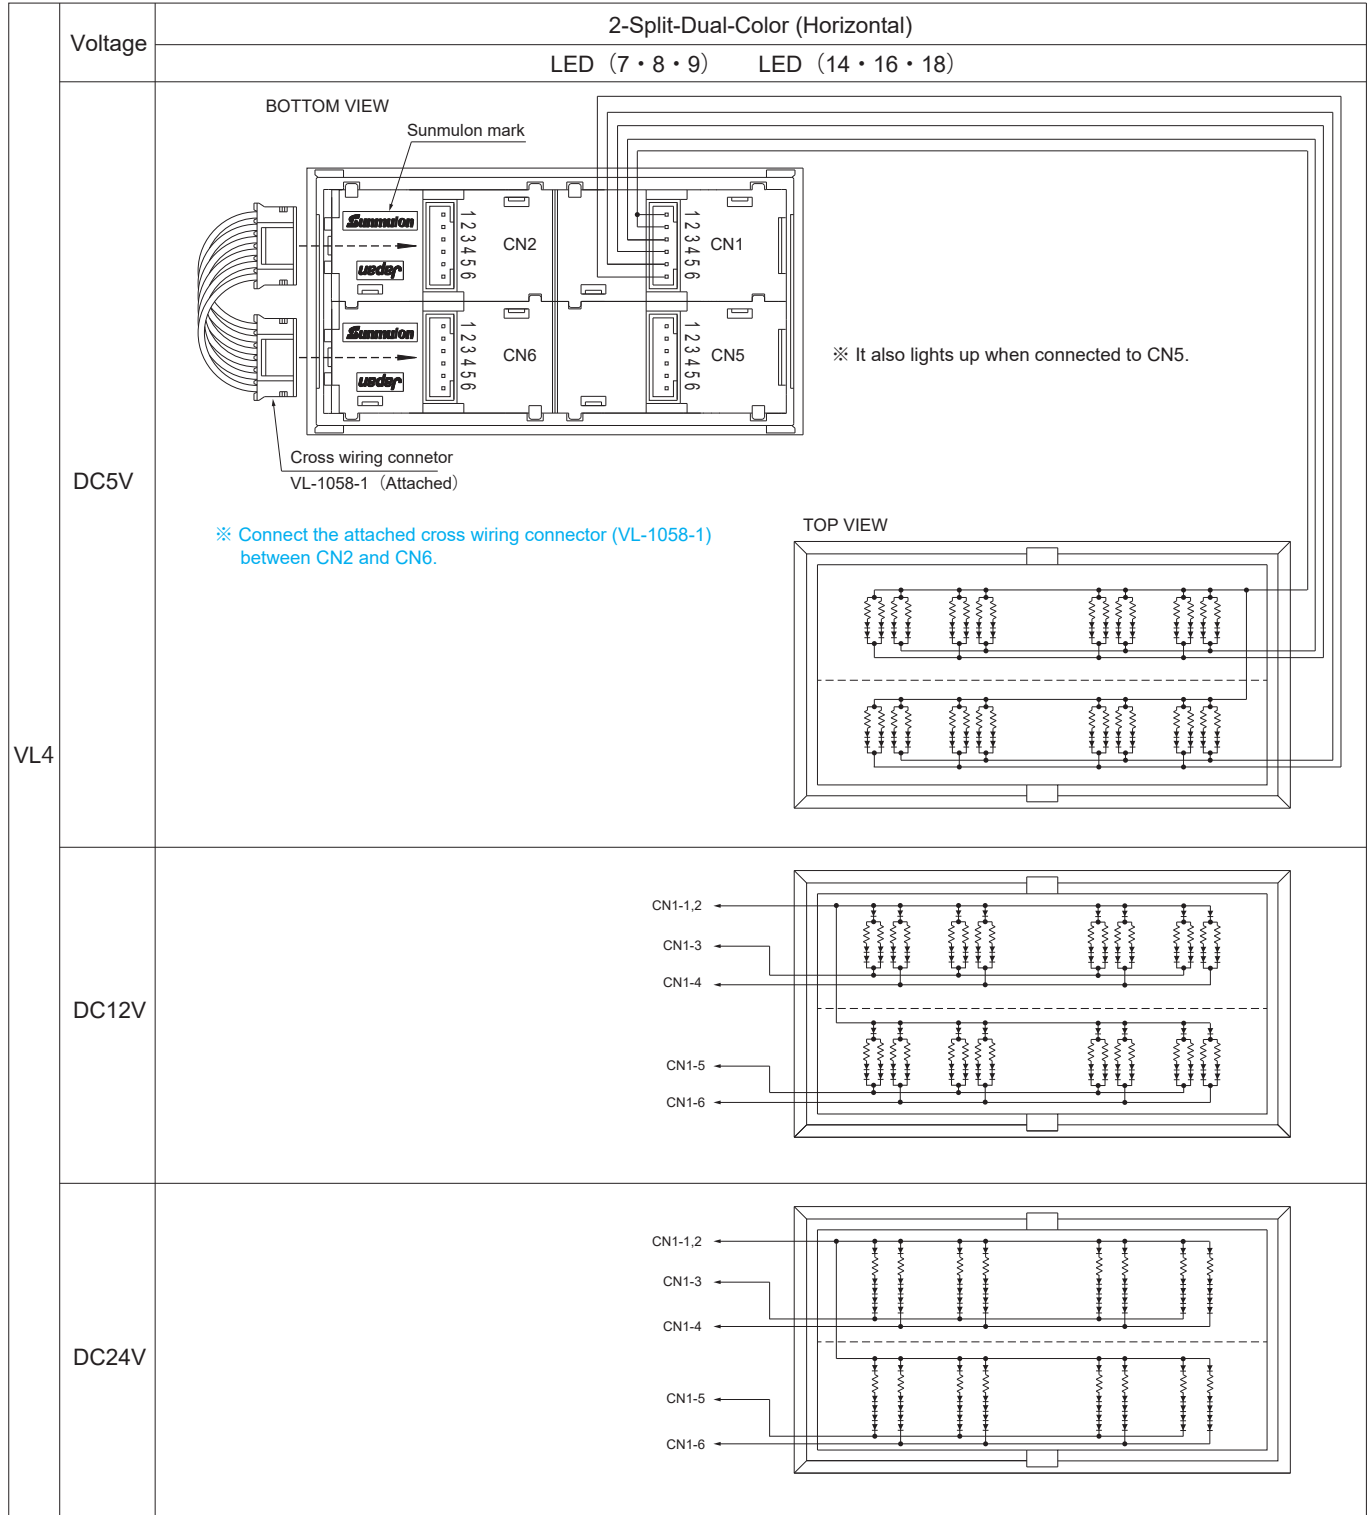 Voltage
2-Split-Dual-Color (Horizontal)
LED（7・8・9） LED（14・16・18）
VL4
DC5V
BOTTOM VIEW
Sunmulon mark
Sunmulon
Japan
1 2 3 4 5 6
CN2
1 2 3 4 5 6
CN1
Sunmulon
Japan
1 2 3 4 5 6
CN6
1 2 3 4 5 6
CN5
※ It also lights up when connected to CN5.
Cross wiring connetor
VL-1058-1（Attached）
※ Connect the attached cross wiring connector (VL-1058-1)
between CN2 and CN6.
TOP VIEW
DC12V
CN1-1,2
CN1-3
CN1-4
CN1-5
CN1-6
DC24V
CN1-1,2
CN1-3
CN1-4
CN1-5
CN1-6